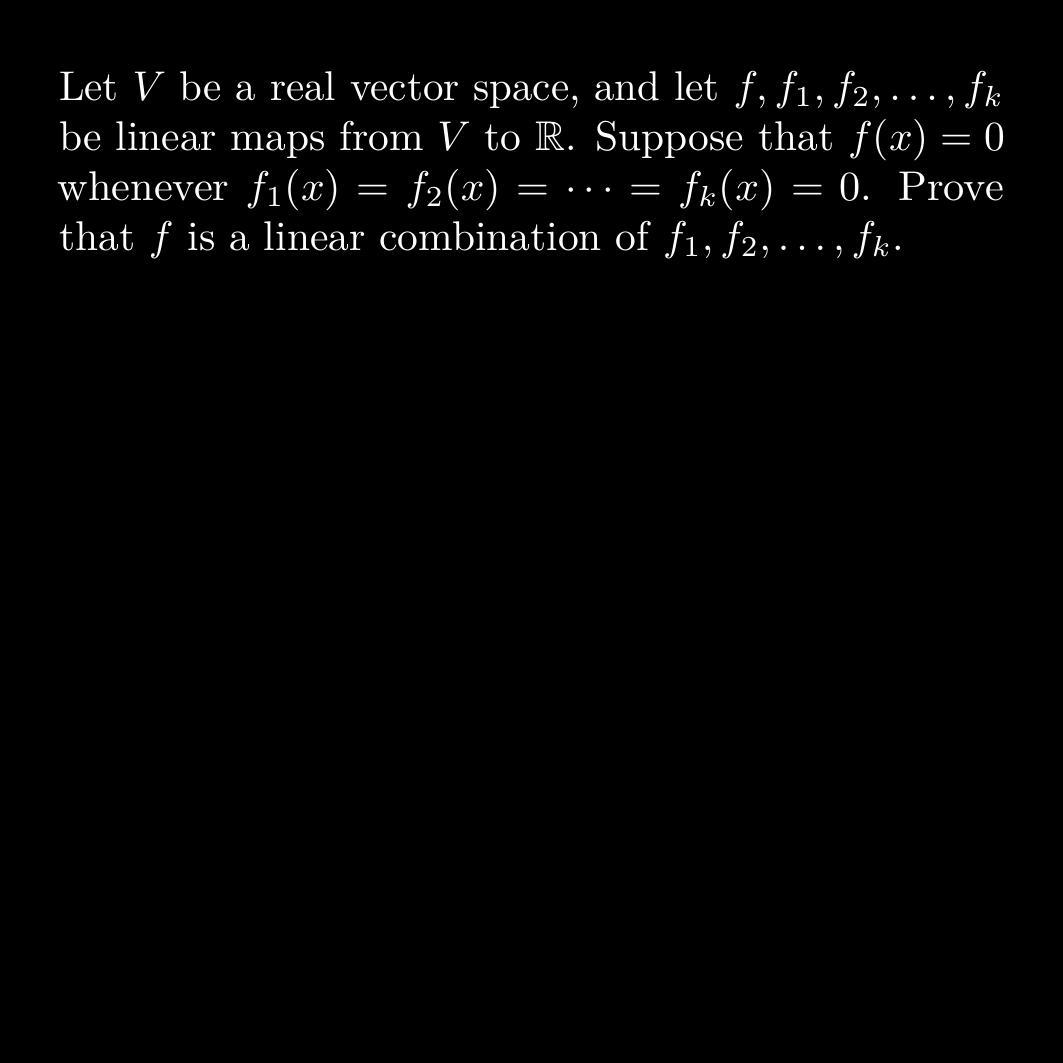 Let $V$ be a real vector space, and let $f, f_1, f_2, \ldots, f_k$
be linear maps from $V$ to $\mathbb{R}$. Suppose that $f(x) = 0$
whenever $f_1(x) = f_2(x) = \cdots = f_k(x) = 0$. Prove
that $f$ is a linear combination of $f_1, f_2, \ldots, f_k$.